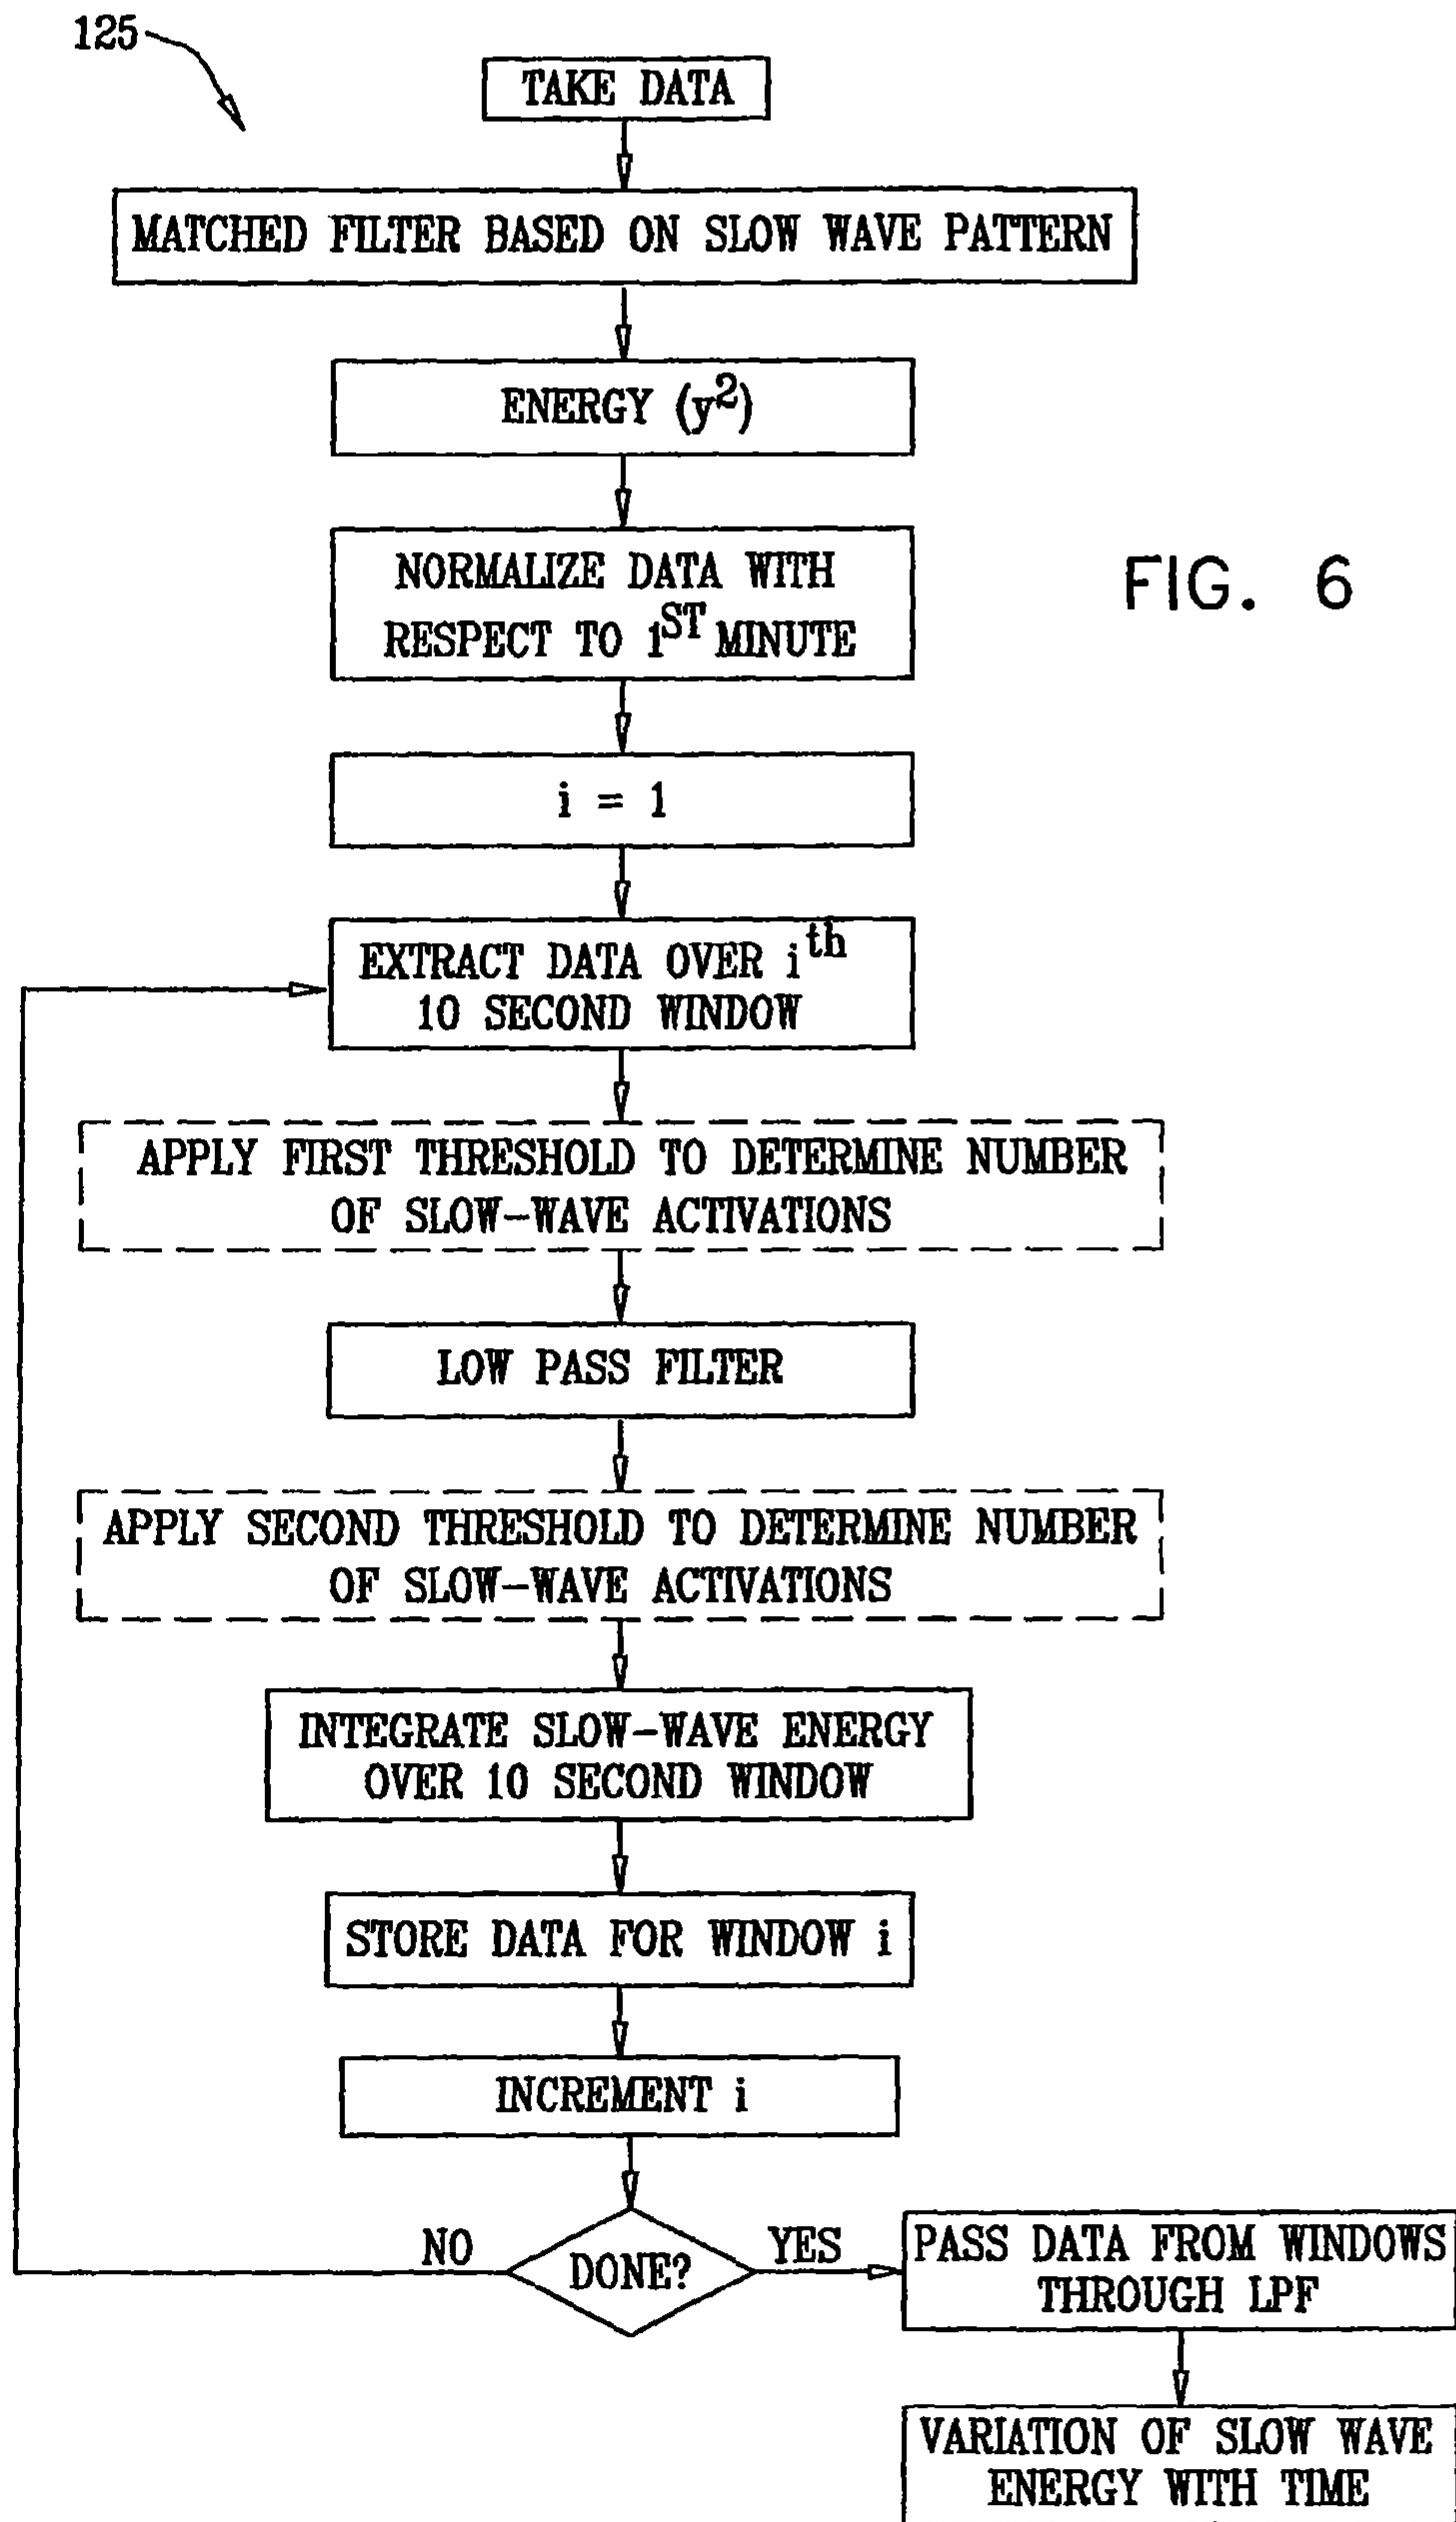 125
TAKE DATA
MATCHED FILTER BASED ON SLOW WAVE PATTERN
ENERGY (y²)
NORMALIZE DATA WITH
RESPECT TO 1ST MINUTE
FIG. 6
i = 1
EXTRACT DATA OVER ith
10 SECOND WINDOW
APPLY FIRST THRESHOLD TO DETERMINE NUMBER
OF SLOW-WAVE ACTIVATIONS
LOW PASS FILTER
APPLY SECOND THRESHOLD TO DETERMINE NUMBER
OF SLOW-WAVE ACTIVATIONS
INTEGRATE SLOW-WAVE ENERGY
OVER 10 SECOND WINDOW
STORE DATA FOR WINDOW i
INCREMENT i
NO
DONE?
YES
PASS DATA FROM WINDOWS
THROUGH LPF
VARIATION OF SLOW WAVE
ENERGY WITH TIME